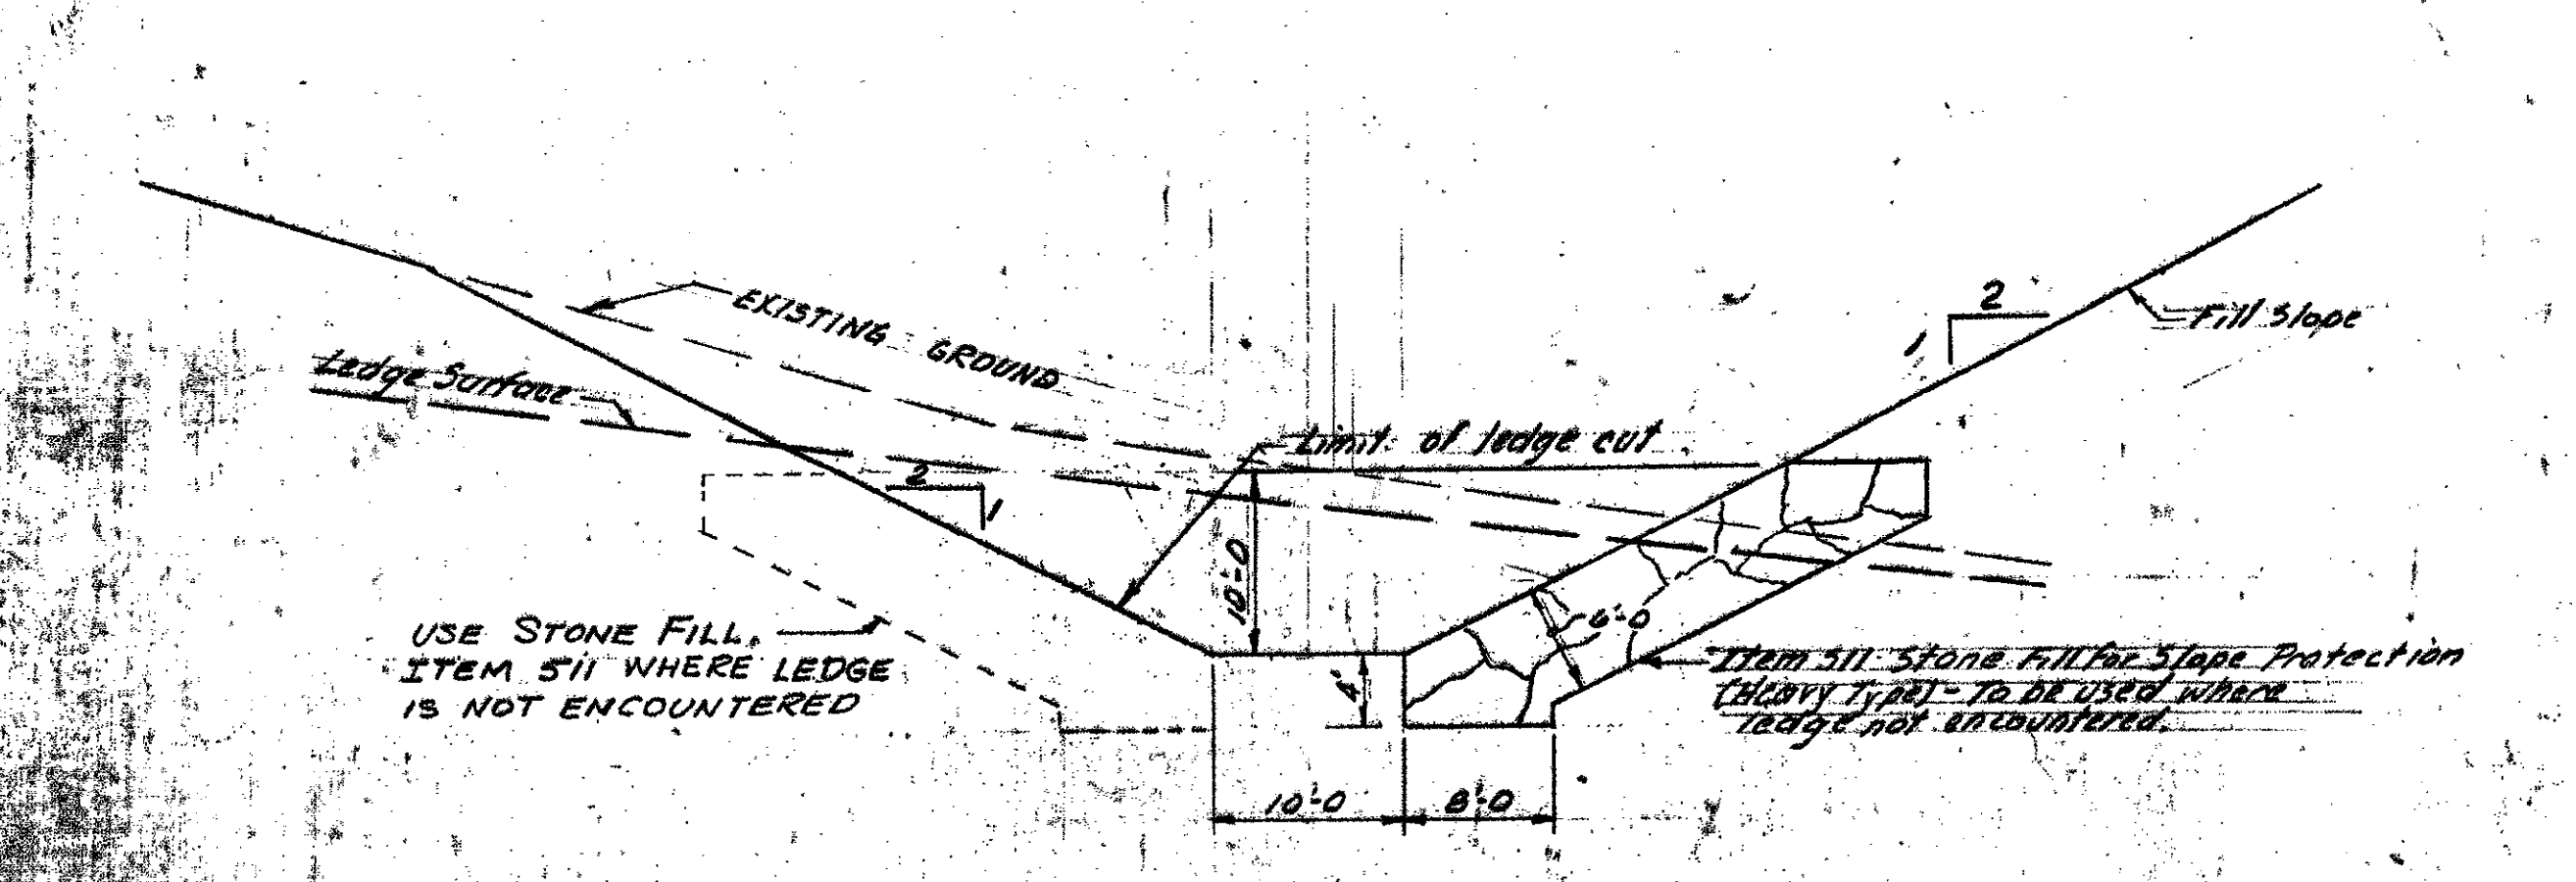 EXISTING GROUND
2
1
Fill Slope
Ledge Surface
Limit of ledge cut
2
1
10'-0
6'-0
USE STONE FILL,
ITEM 511 WHERE LEDGE
IS NOT ENCOUNTERED
4'
Item 511 Stone Fill for Slope Protection
(Heavy Type) - To be used where
ledge not encountered.
10'-0
8'-0